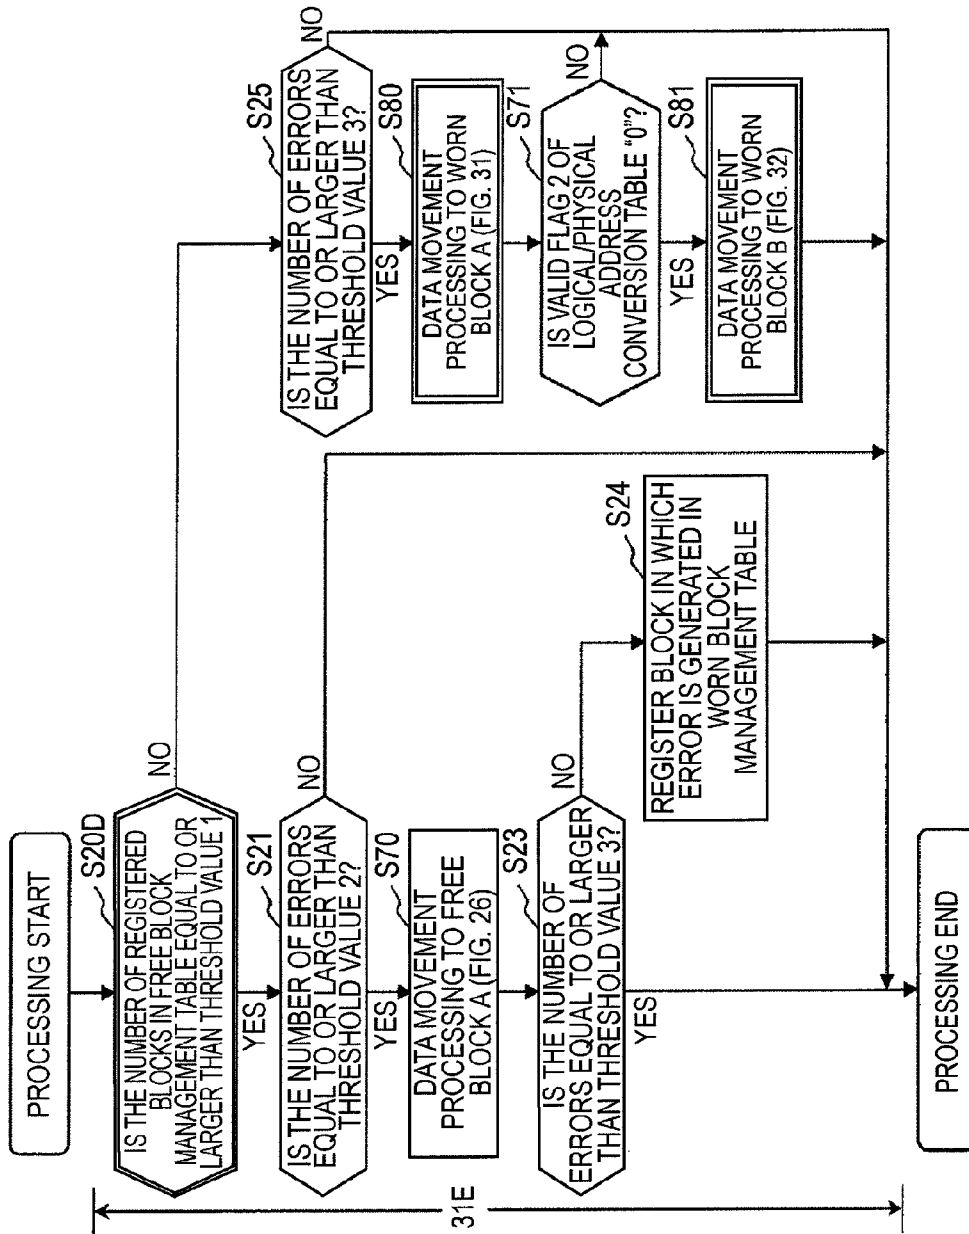 PROCESSING START
S20D
IS THE NUMBER OF REGISTERED
BLOCKS IN FREE BLOCK
MANAGEMENT TABLE EQUAL TO OR
LARGER THAN THRESHOLD VALUE 1
NO
YES
S21
IS THE NUMBER OF ERRORS
EQUAL TO OR LARGER THAN
THRESHOLD VALUE 2?
NO
YES
S70
DATA MOVEMENT
PROCESSING TO FREE
BLOCK A (FIG. 26)
S23
IS THE NUMBER OF
ERRORS EQUAL TO OR LARGER
THAN THRESHOLD VALUE 3?
NO
YES
S24
REGISTER BLOCK IN WHICH
ERROR IS GENERATED IN
WORN BLOCK
MANAGEMENT TABLE
S25
IS THE NUMBER OF ERRORS
EQUAL TO OR LARGER THAN
THRESHOLD VALUE 3?
NO
YES
S80
DATA MOVEMENT
PROCESSING TO WORN
BLOCK A (FIG. 31)
S71
IS VALID FLAG 2 OF
LOGICAL/PHYSICAL
ADDRESS
CONVERSION TABLE "0"?
NO
YES
S81
DATA MOVEMENT
PROCESSING TO WORN
BLOCK B (FIG. 32)
PROCESSING END
31E